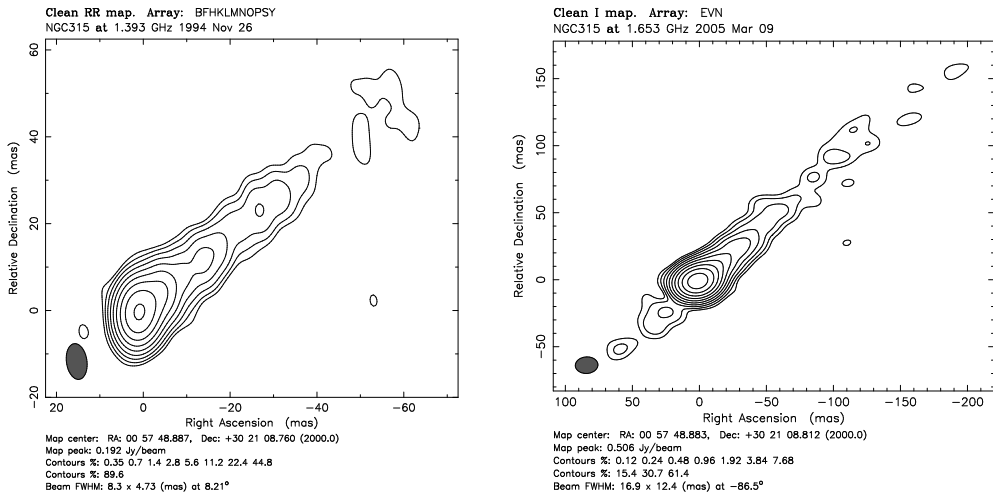 Clean RR map. Array: BFHKLMNOPSY
NGC315 at 1.393 GHz 1994 Nov 26
60
40
20
0
−20
Relative Declination (mas)
20 0 −20 −40 −60
Right Ascension (mas)
Map center: RA: 00 57 48.887, Dec: +30 21 08.760 (2000.0)
Map peak: 0.192 Jy/beam
Contours %: 0.35 0.7 1.4 2.8 5.6 11.2 22.4 44.8
Contours %: 89.6
Beam FWHM: 8.3 x 4.73 (mas) at 8.21°
Clean I map. Array: EVN
NGC315 at 1.653 GHz 2005 Mar 09
150
100
50
0
−50
Relative Declination (mas)
100 50 0 −50 −100 −150 −200
Right Ascension (mas)
Map center: RA: 00 57 48.883, Dec: +30 21 08.812 (2000.0)
Map peak: 0.506 Jy/beam
Contours %: 0.12 0.24 0.48 0.96 1.92 3.84 7.68
Contours %: 15.4 30.7 61.4
Beam FWHM: 16.9 x 12.4 (mas) at −86.5°